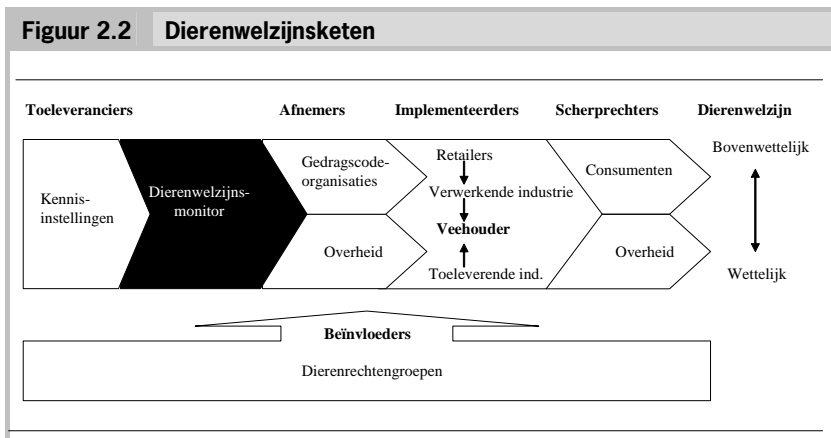 Figuur 2.2 Dierenwelzijnsketen
Toeleveranciers Afnemers Implementeerders Scherprechters Dierenwelzijn
Kennis-
instellingen
Dierenwelzijns-
monitor
Gedragscode-
organisaties
Overheid
Retailers
Verwerkende industrie
Veehouder
Toeleverende ind.
Consumenten
Overheid
Bovenwettelijk
Wettelijk
Beïnvloeders
Dierenrechtengroepen